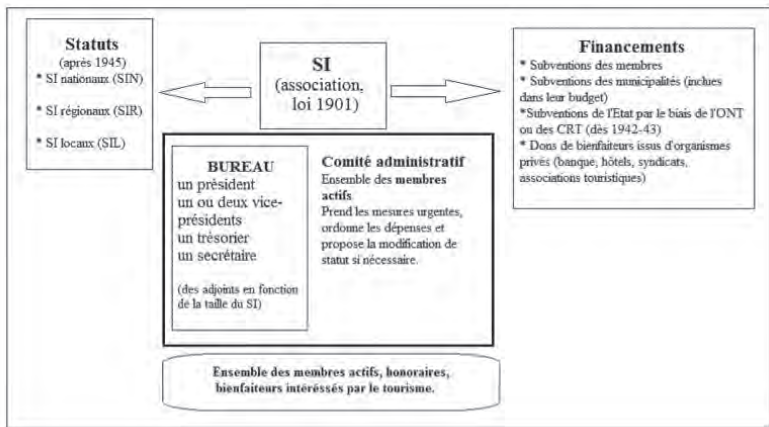 Statuts
(après 1945)
* SI nationaux (SIN)
* SI régionaux (SIR)
* SI locaux (SIL)
SI
(association,
loi 1901)
Financements
* Subventions des membres
* Subventions des municipalités (inclues
dans leur budget)
*Subventions de l'Etat par le biais de l'ONT
ou des CRT (dès 1942-43)
* Dons de bienfaiteurs issus d'organismes
privés (banque, hôtels, syndicats,
associations touristiques)
BUREAU
un président
un ou deux vice-
présidents
un trésorier
un secrétaire
(des adjoints en fonction
de la taille du SI)
Comité administratif
Ensemble des membres
actifs.
Prend les mesures urgentes,
ordonne les dépenses et
propose la modification de
statut si nécessaire.
Ensemble des membres actifs, honoraires,
bienfaiteurs intéréssés par le tourisme.